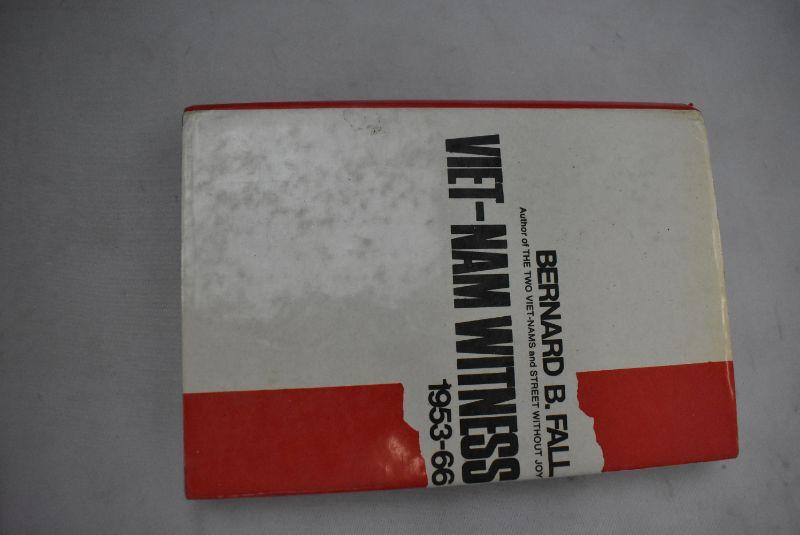 BERNARD B. FALL
Author of THE TWO VIET-NAMS and STREET WITHOUT JOY
VIET-NAM WITNESS
1953-66